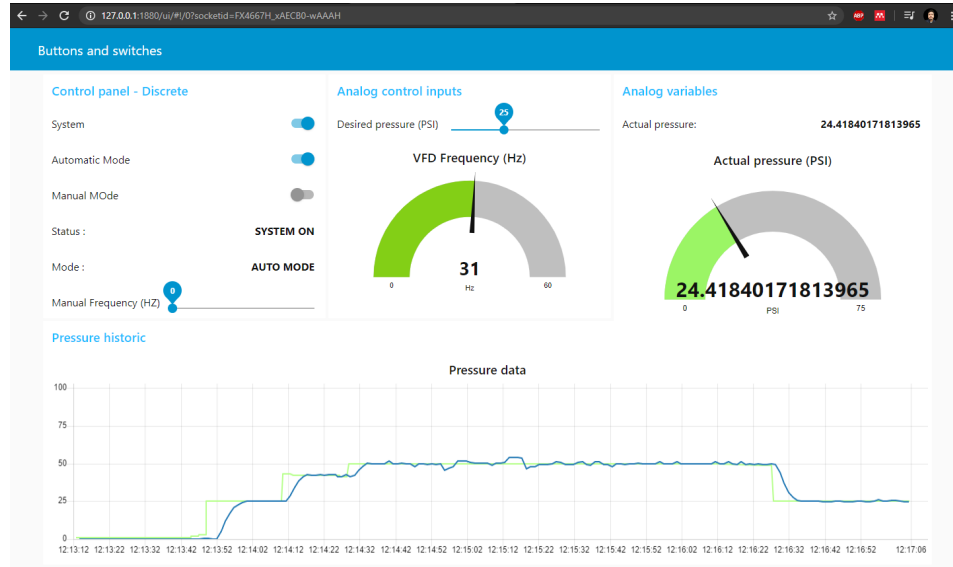 127.0.0.1:1880/ui/#!/0?socketid=FX4667H_xAECB0-wAAAH
ABP
Buttons and switches
Control panel - Discrete
System
Automatic Mode
Manual MOde
Status : SYSTEM ON
Mode : AUTO MODE
Manual Frequency (HZ) 0
Analog control inputs
Desired pressure (PSI) 25
VFD Frequency (Hz)
31
0 Hz 60
Analog variables
Actual pressure: 24.41840171813965
Actual pressure (PSI)
24.41840171813965
0 PSI 75
Pressure historic
Pressure data
100
75
50
25
0
12:13:12 12:13:22 12:13:32 12:13:42 12:13:52 12:14:02 12:14:12 12:14:22 12:14:32 12:14:42 12:14:52 12:15:02 12:15:12 12:15:22 12:15:32 12:15:42 12:15:52 12:16:02 12:16:12 12:16:22 12:16:32 12:16:42 12:16:52 12:17:06